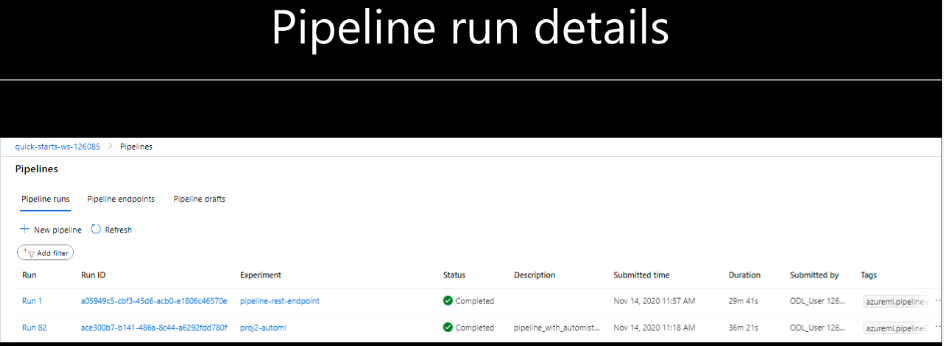 Pipeline run details
quick-starts-ws-126085 > Pipelines
Pipelines
Pipeline runs Pipeline endpoints Pipeline drafts
+ New pipeline Refresh
Add filter
Run Run ID Experiment Status Description Submitted time Duration Submitted by Tags
Run 1 a05949c5-cbf3-45d6-acb0-e1806c46570e pipeline-rest-endpoint Completed Nov 14, 2020 11:57 AM 29m 41s ODL_User 126... azureml.pipeline ...
Run 82 ace300b7-b141-486a-8c44-a6292fdd780f proj2-automl Completed pipeline_with_automlst... Nov 14, 2020 11:18 AM 36m 21s ODL_User 126... azureml.pipeline ...